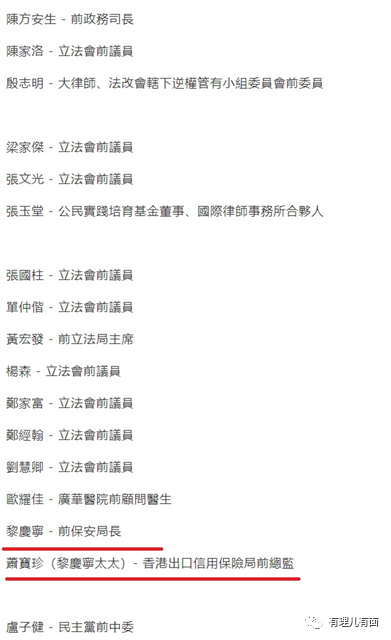 陳方安生 - 前政務司長
陳家洛 - 立法會前議員
殷志明 - 大律師、法改會轄下逆權管有小組委員會前委員
梁家傑 - 立法會前議員
張文光 - 立法會前議員
張玉堂 - 公民實踐培育基金董事、國際律師事務所合夥人
張國柱 - 立法會前議員
單仲偕 - 立法會前議員
黃宏發 - 前立法局主席
楊森 - 立法會前議員
鄭家富 - 立法會前議員
鄭經翰 - 立法會前議員
劉慧卿 - 立法會前議員
歐耀佳 - 廣華醫院前顧問醫生
黎慶寧 - 前保安局長
蕭寶珍（黎慶寧太太）- 香港出口信用保險局前總監
盧子健 - 民主黨前中委
有理儿有面